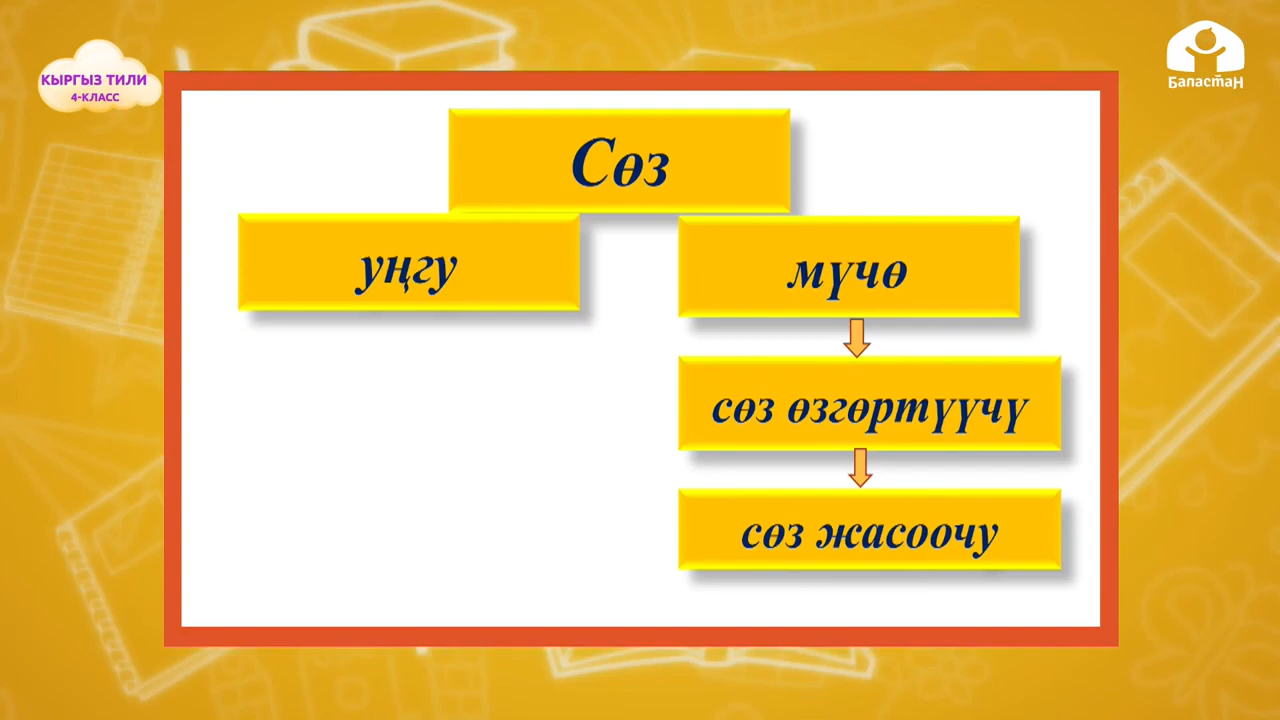 КЫРГЫЗ ТИЛИ
4-КЛАСС
Баластан
Сөз
уңгу
мүчө
сөз өзгөртүүчү
сөз жасоочу